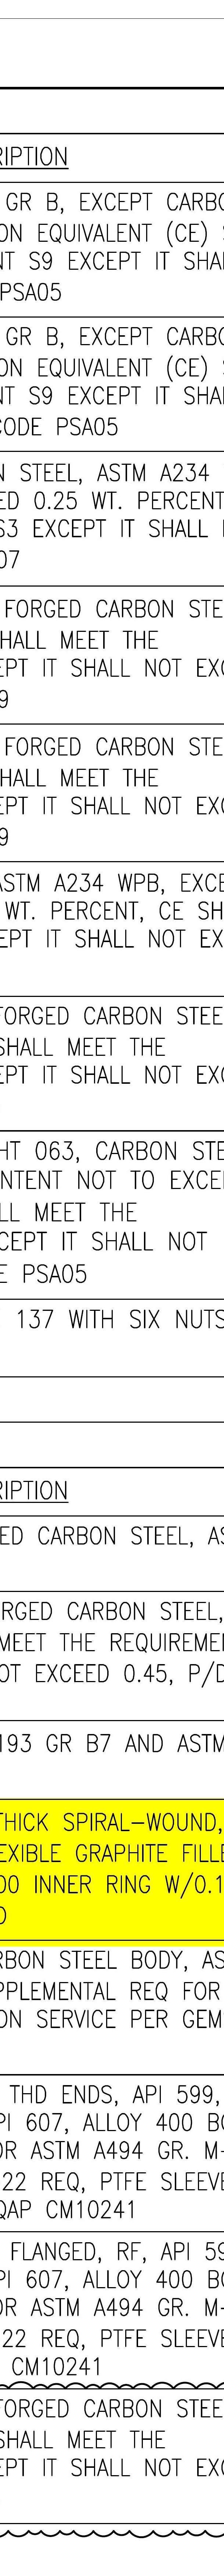 RIPTION
GR B, EXCEPT CARBO
ON EQUIVALENT (CE) S
NT S9 EXCEPT IT SHAL
PSA05
GR B, EXCEPT CARBO
ON EQUIVALENT (CE) S
NT S9 EXCEPT IT SHAL
CODE PSA05
N STEEL, ASTM A234
ED 0.25 WT. PERCENT
S3 EXCEPT IT SHALL
07
FORGED CARBON STE
SHALL MEET THE
EPT IT SHALL NOT EXC
9
FORGED CARBON STE
SHALL MEET THE
EPT IT SHALL NOT EXC
9
ASTM A234 WPB, EXCE
WT. PERCENT, CE SH
EPT IT SHALL NOT EX
FORGED CARBON STEE
SHALL MEET THE
EPT IT SHALL NOT EXC
HT 063, CARBON STE
NTENT NOT TO EXCEE
LL MEET THE
CEPT IT SHALL NOT
E PSA05
137 WITH SIX NUTS
RIPTION
ED CARBON STEEL, AS
RGED CARBON STEEL,
MEET THE REQUIREME
OT EXCEED 0.45, P/D
193 GR B7 AND ASTM
THICK SPIRAL-WOUND,
EXIBLE GRAPHITE FILLE
00 INNER RING W/0.1
D
RBON STEEL BODY, AS
PPLEMENTAL REQ FOR
ON SERVICE PER GEM
THD ENDS, API 599,
PI 607, ALLOY 400 BO
OR ASTM A494 GR. M-
22 REQ, PTFE SLEEVE
QAP CM10241
FLANGED, RF, API 59
PI 607, ALLOY 400 BO
OR ASTM A494 GR. M-
22 REQ, PTFE SLEEVE
CM10241
FORGED CARBON STEE
SHALL MEET THE
EPT IT SHALL NOT EXC